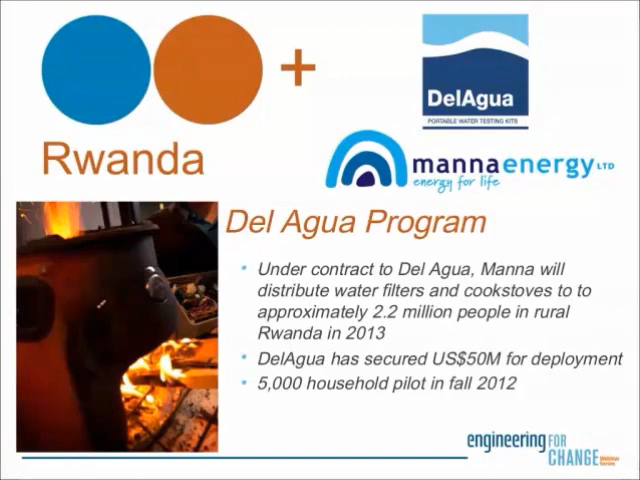 +
DelAgua
PORTABLE WATER TESTING KITS
Rwanda
mannaenergy LTD
energy for life
Del Agua Program
• Under contract to Del Agua, Manna will
distribute water filters and cookstoves to to
approximately 2.2 million people in rural
Rwanda in 2013
• DelAgua has secured US$50M for deployment
• 5,000 household pilot in fall 2012
engineering FOR
CHANGE Webinar
Series